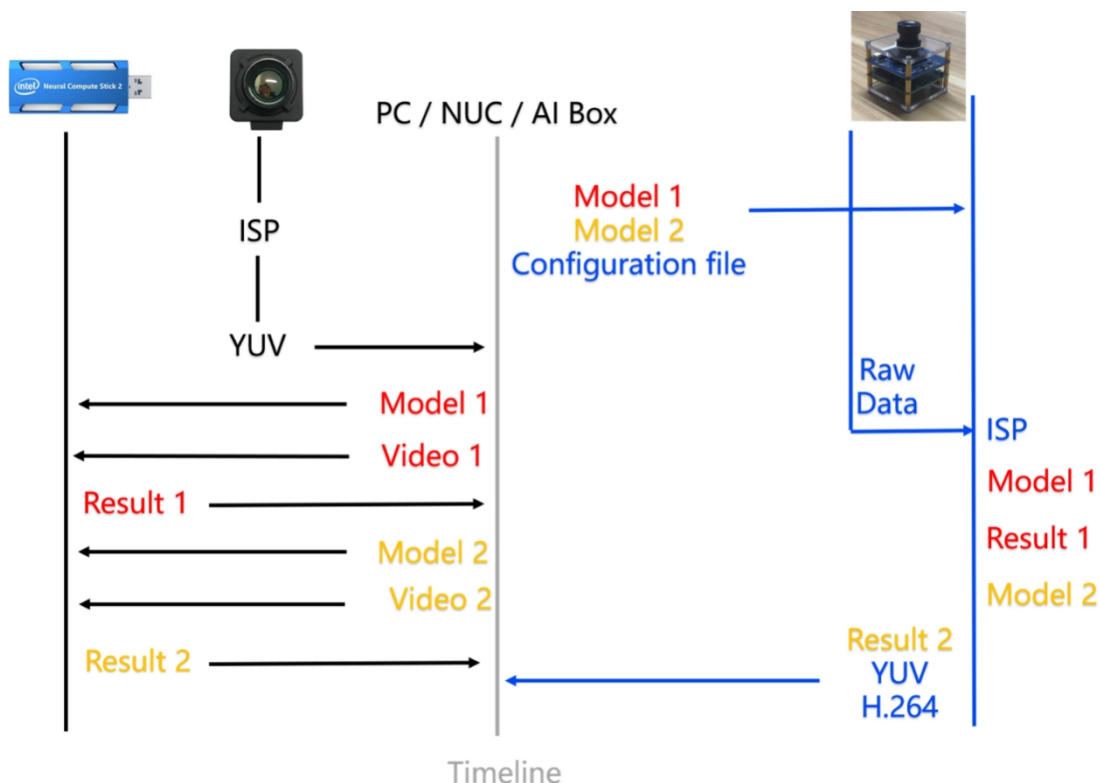 intel Neural Compute Stick 2
PC / NUC / AI Box
ISP
YUV
Model 1
Video 1
Result 1
Model 2
Video 2
Result 2
Model 1
Model 2
Configuration file
Raw
Data
ISP
Model 1
Result 1
Model 2
Result 2
YUV
H.264
Timeline